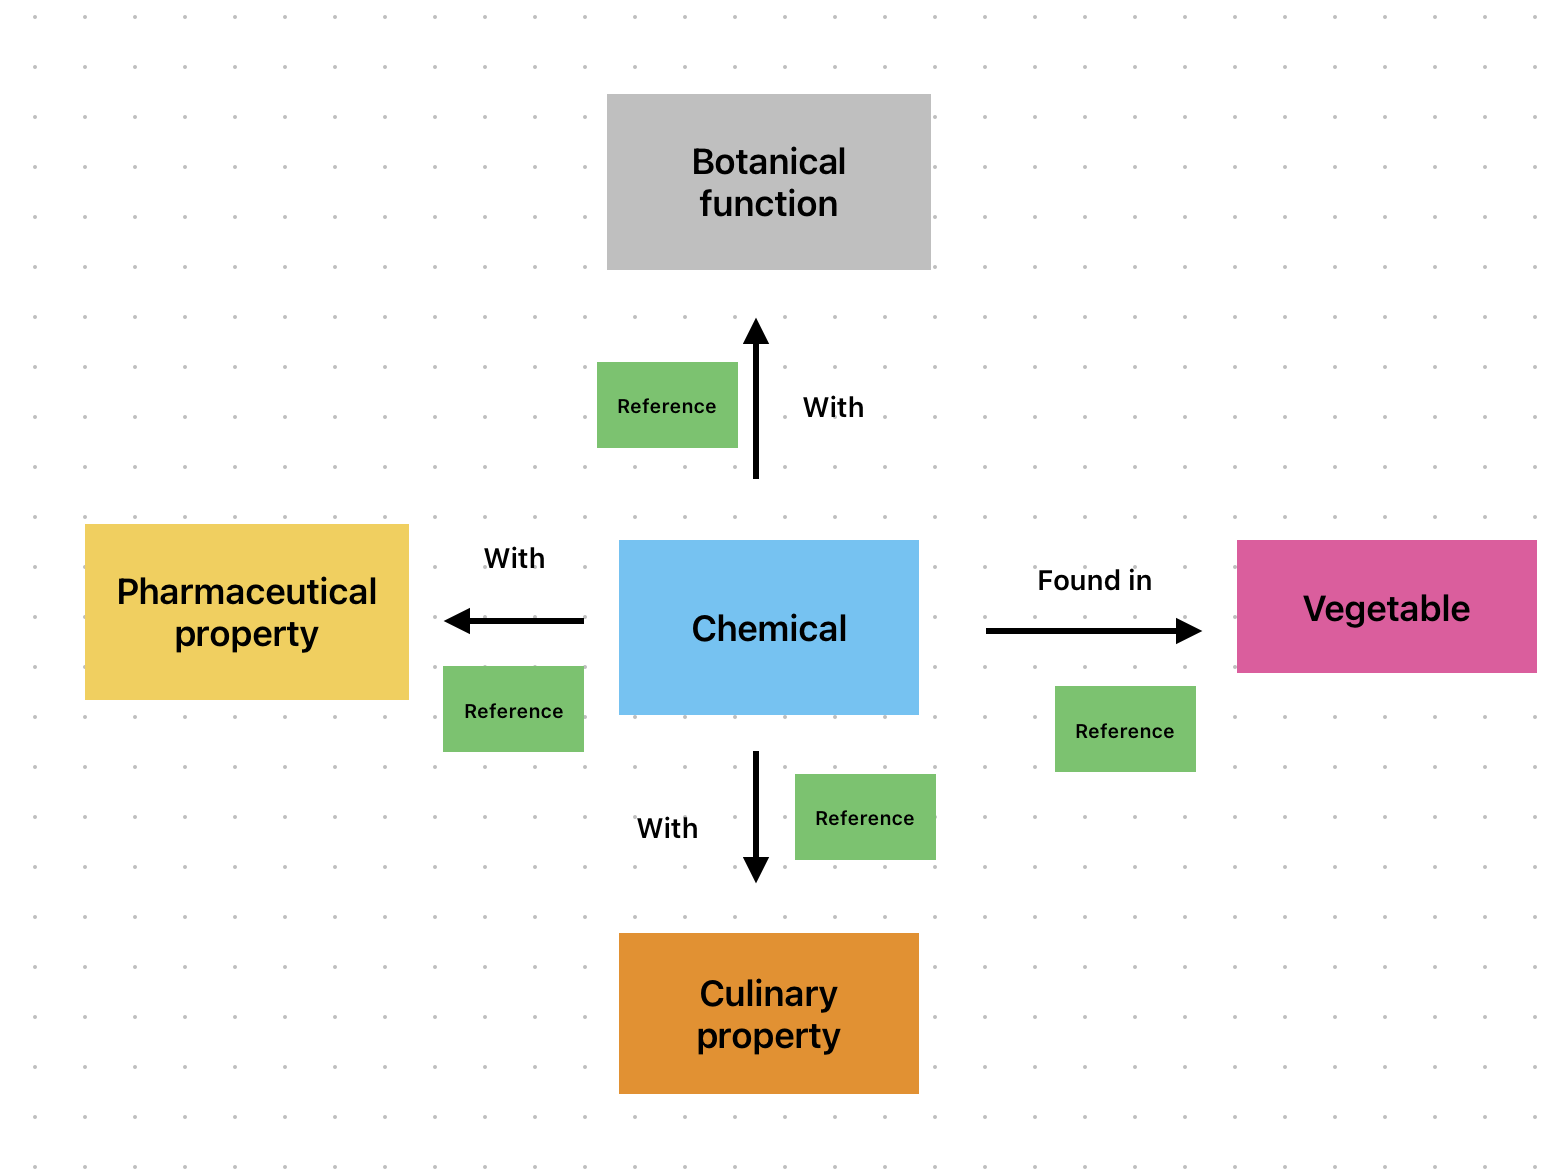 Botanical
function
Reference
With
With
Pharmaceutical
property
Reference
Chemical
Found in
Vegetable
Reference
With
Reference
Culinary
property